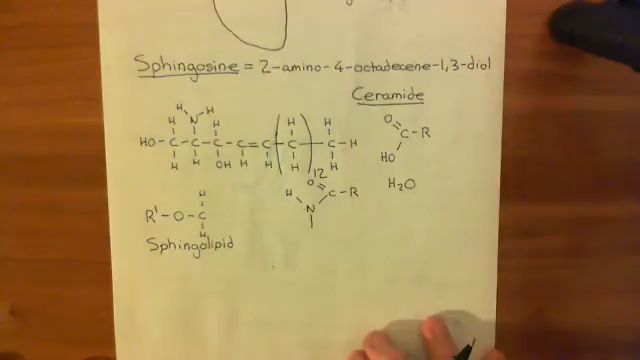 Sphingosine = 2-amino-4-octadecene-1,3-diol
Ceramide
H H
H N H H H O
HO-C-C-C-C=C-C-C-H C-R
H H OH H H H H HO
12
H O H₂O
H C-R
R'-O-C N
H
Sphingolipid